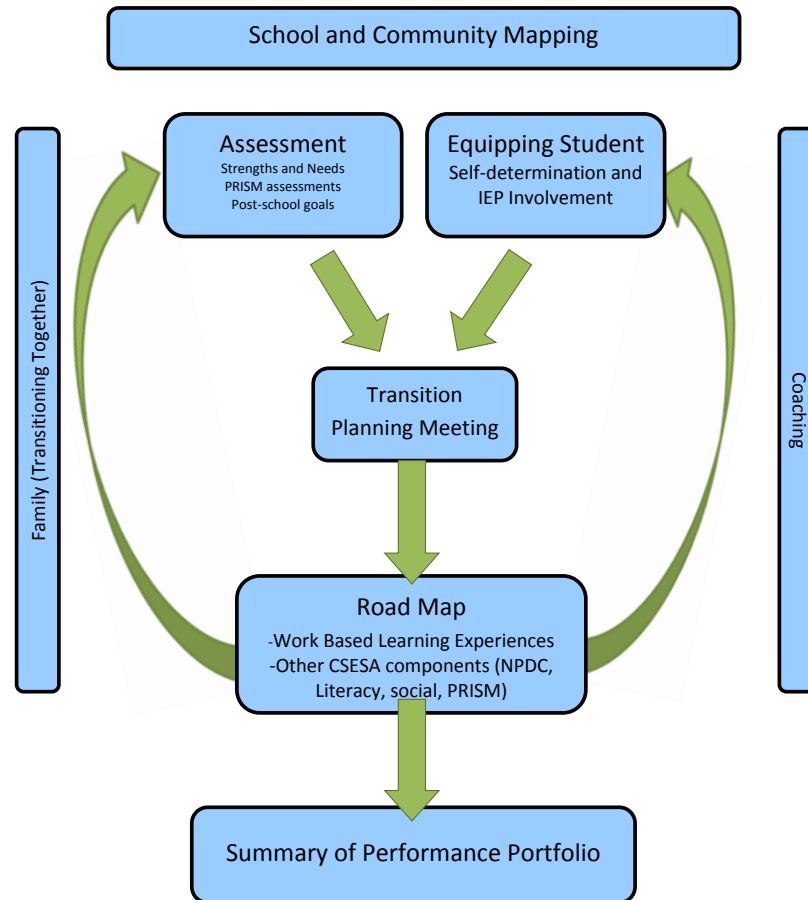 School and Community Mapping
Assessment
Strengths and Needs
PRISM assessments
Post-school goals
Equipping Student
Self-determination and
IEP Involvement
Family (Transitioning Together)
Coaching
Transition
Planning Meeting
Road Map
-Work Based Learning Experiences
-Other CSESA components (NPDC,
Literacy, social, PRISM)
Summary of Performance Portfolio